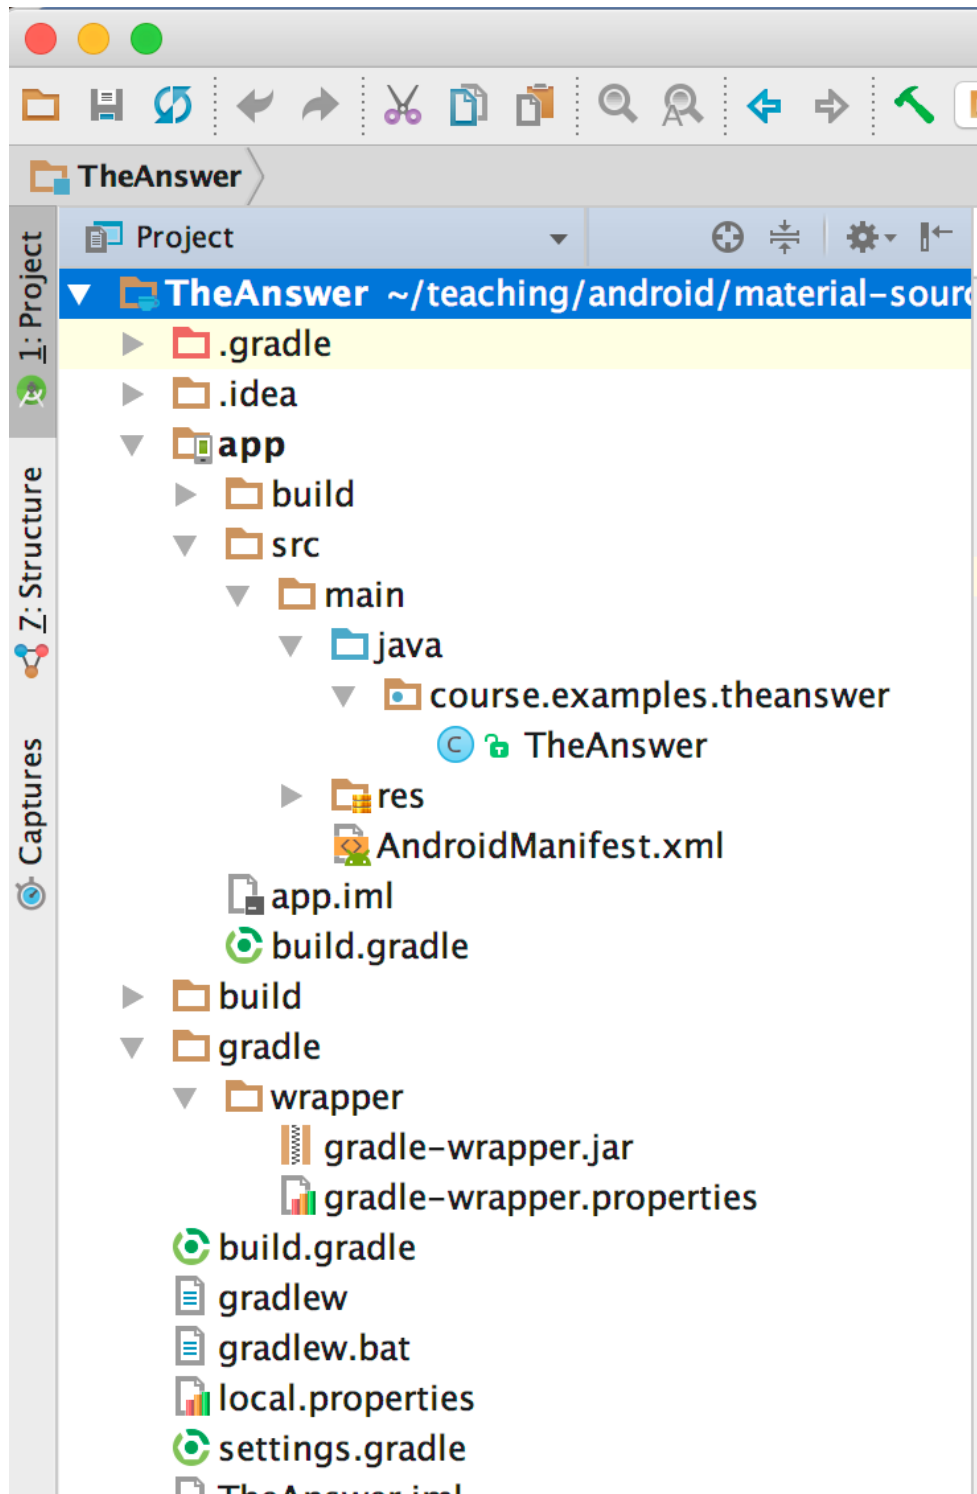 TheAnswer
1: Project
7: Structure
Captures
Project
TheAnswer ~/teaching/android/material-sourc
.gradle
.idea
app
build
src
main
java
course.examples.theanswer
C TheAnswer
res
AndroidManifest.xml
app.iml
build.gradle
build
gradle
wrapper
gradle-wrapper.jar
gradle-wrapper.properties
build.gradle
gradlew
gradlew.bat
local.properties
settings.gradle
TheAnswer.iml